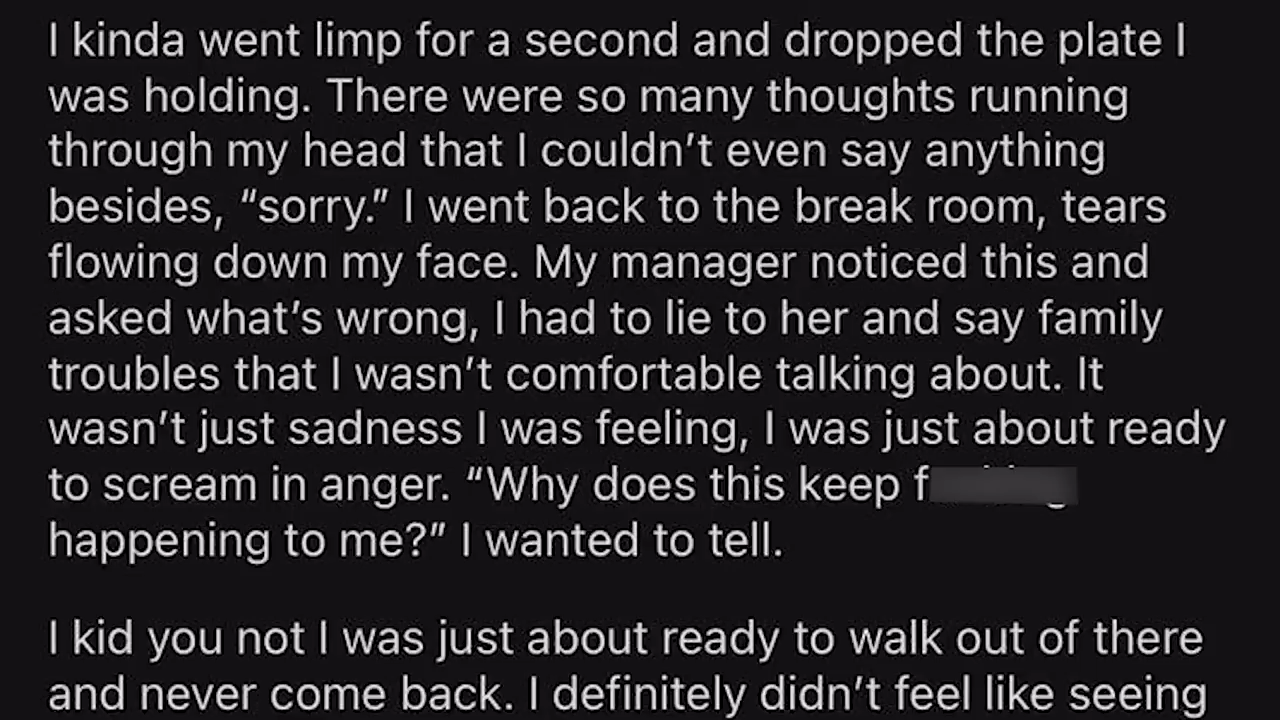 I kinda went limp for a second and dropped the plate I
was holding. There were so many thoughts running
through my head that I couldn’t even say anything
besides, “sorry.” I went back to the break room, tears
flowing down my face. My manager noticed this and
asked what’s wrong, I had to lie to her and say family
troubles that I wasn’t comfortable talking about. It
wasn’t just sadness I was feeling, I was just about ready
to scream in anger. “Why does this keep
happening to me?” I wanted to tell.
I kid you not I was just about ready to walk out of there
and never come back. I definitely didn’t feel like seeing